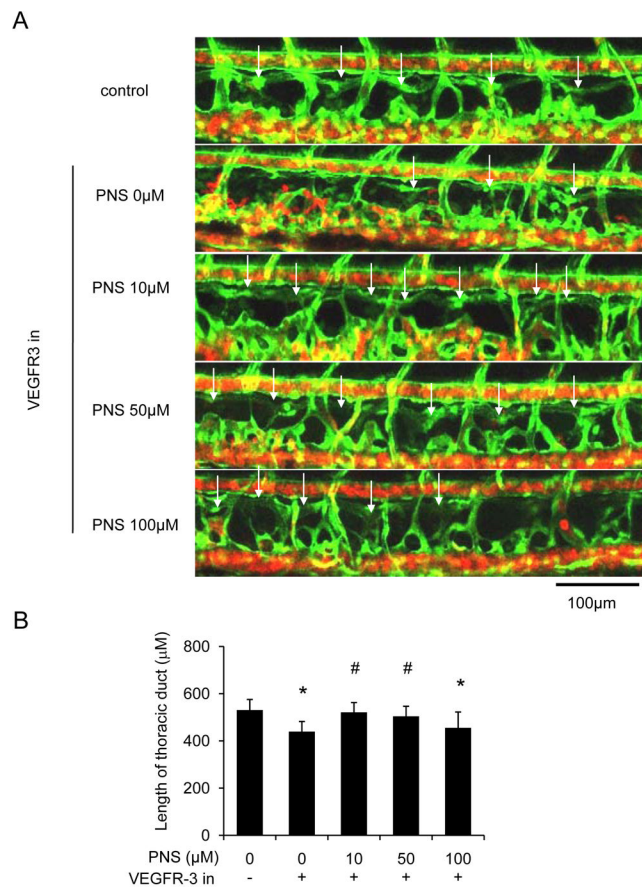 A
control
PNS 0μM
PNS 10μM
VEGFR3 in
PNS 50μM
PNS 100μM
100μm
B
Length of thoracic duct (μM)
800
600
400
200
0
* # # *
PNS (μM) 0 0 10 50 100
VEGFR-3 in - + + + +